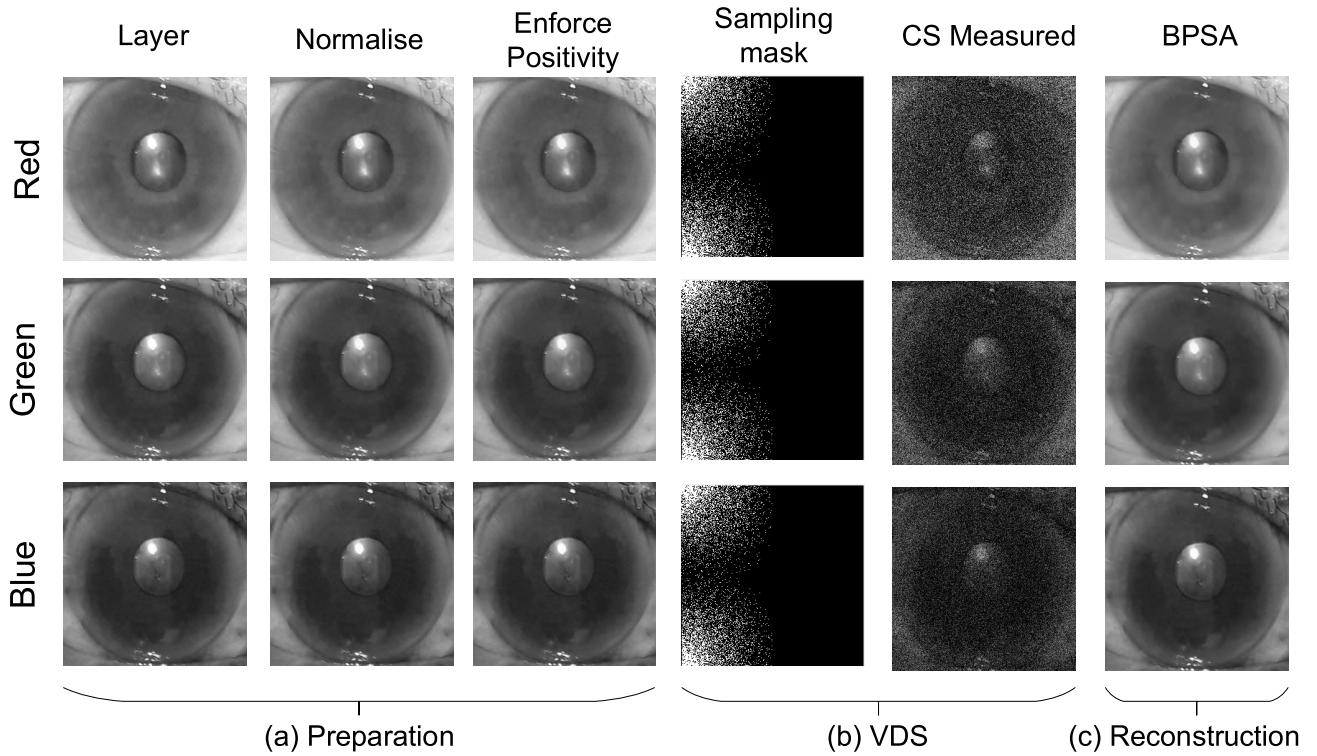 Layer
Normalise
Enforce
Positivity
Sampling
mask
CS Measured
BPSA
Red
Green
Blue
(a) Preparation
(b) VDS
(c) Reconstruction